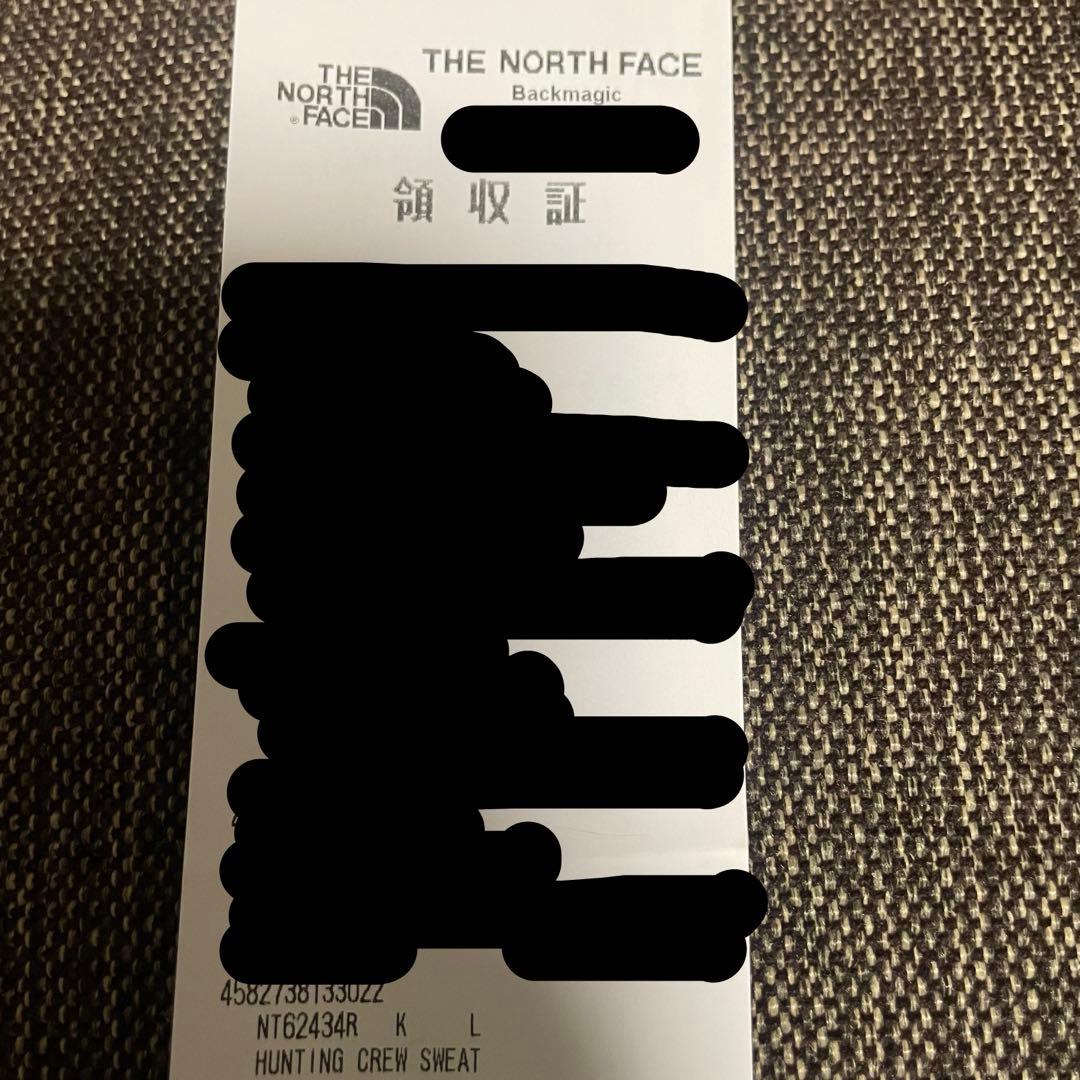 THE
NORTH
FACE
®
THE NORTH FACE
Backmagic
領収証
4582738133022
NT62434R K L
HUNTING CREW SWEAT